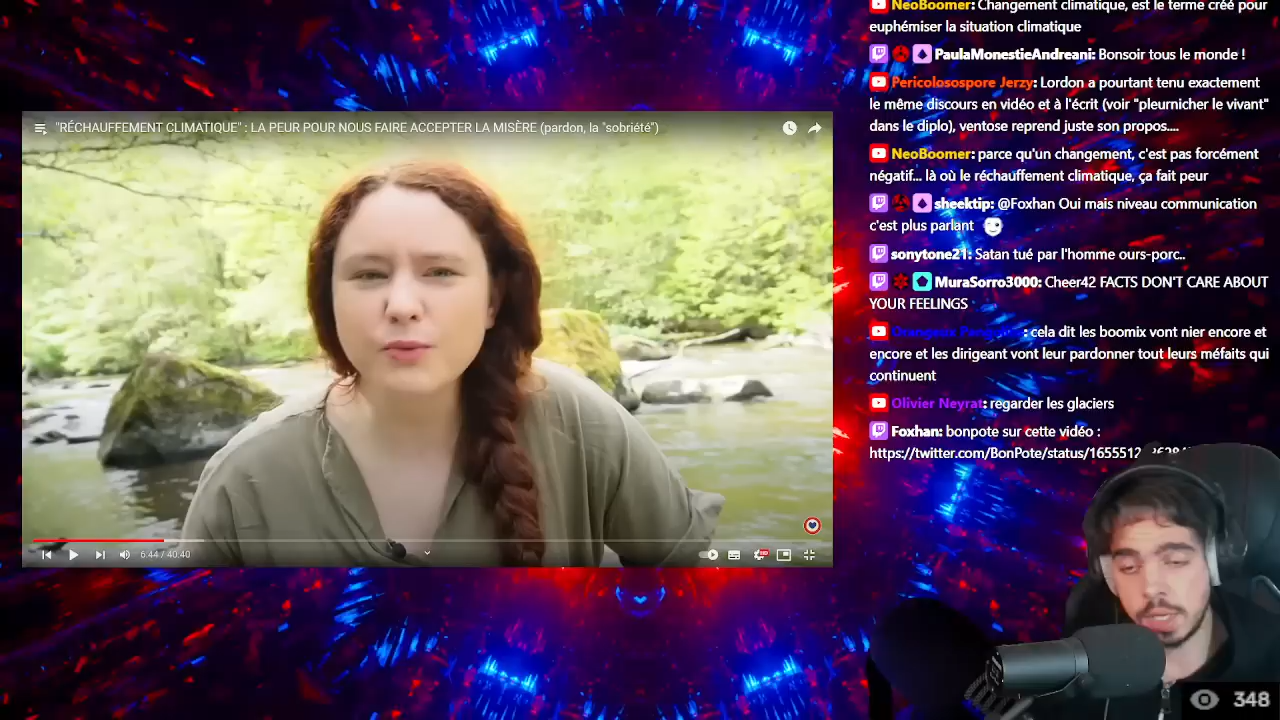 "RÉCHAUFFEMENT CLIMATIQUE" : LA PEUR POUR NOUS FAIRE ACCEPTER LA MISÈRE (pardon, la "sobriété")
6:44 / 40:40
NeoBoomer: Changement climatique, est le terme créé pour
euphémiser la situation climatique
PaulaMonestieAndreani: Bonsoir tous le monde !
Pericolosospore Jerzy: Lordon a pourtant tenu exactement
le même discours en vidéo et à l'écrit (voir "pleurnicher le vivant"
dans le diplo), ventose reprend juste son propos....
NeoBoomer: parce qu'un changement, c'est pas forcément
négatif... là où le réchauffement climatique, ça fait peur
sheektip: @Foxhan Oui mais niveau communication
c'est plus parlant
sonytone21: Satan tué par l'homme ours-porc..
MuraSorro3000: Cheer42 FACTS DON'T CARE ABOUT
YOUR FEELINGS
: cela dit les boomix vont nier encore et
encore et les dirigeant vont leur pardonner tout leurs méfaits qui
continuent
Olivier Neyrat: regarder les glaciers
Foxhan: bonpote sur cette vidéo :
https://twitter.com/BonPote/status/1655512
348